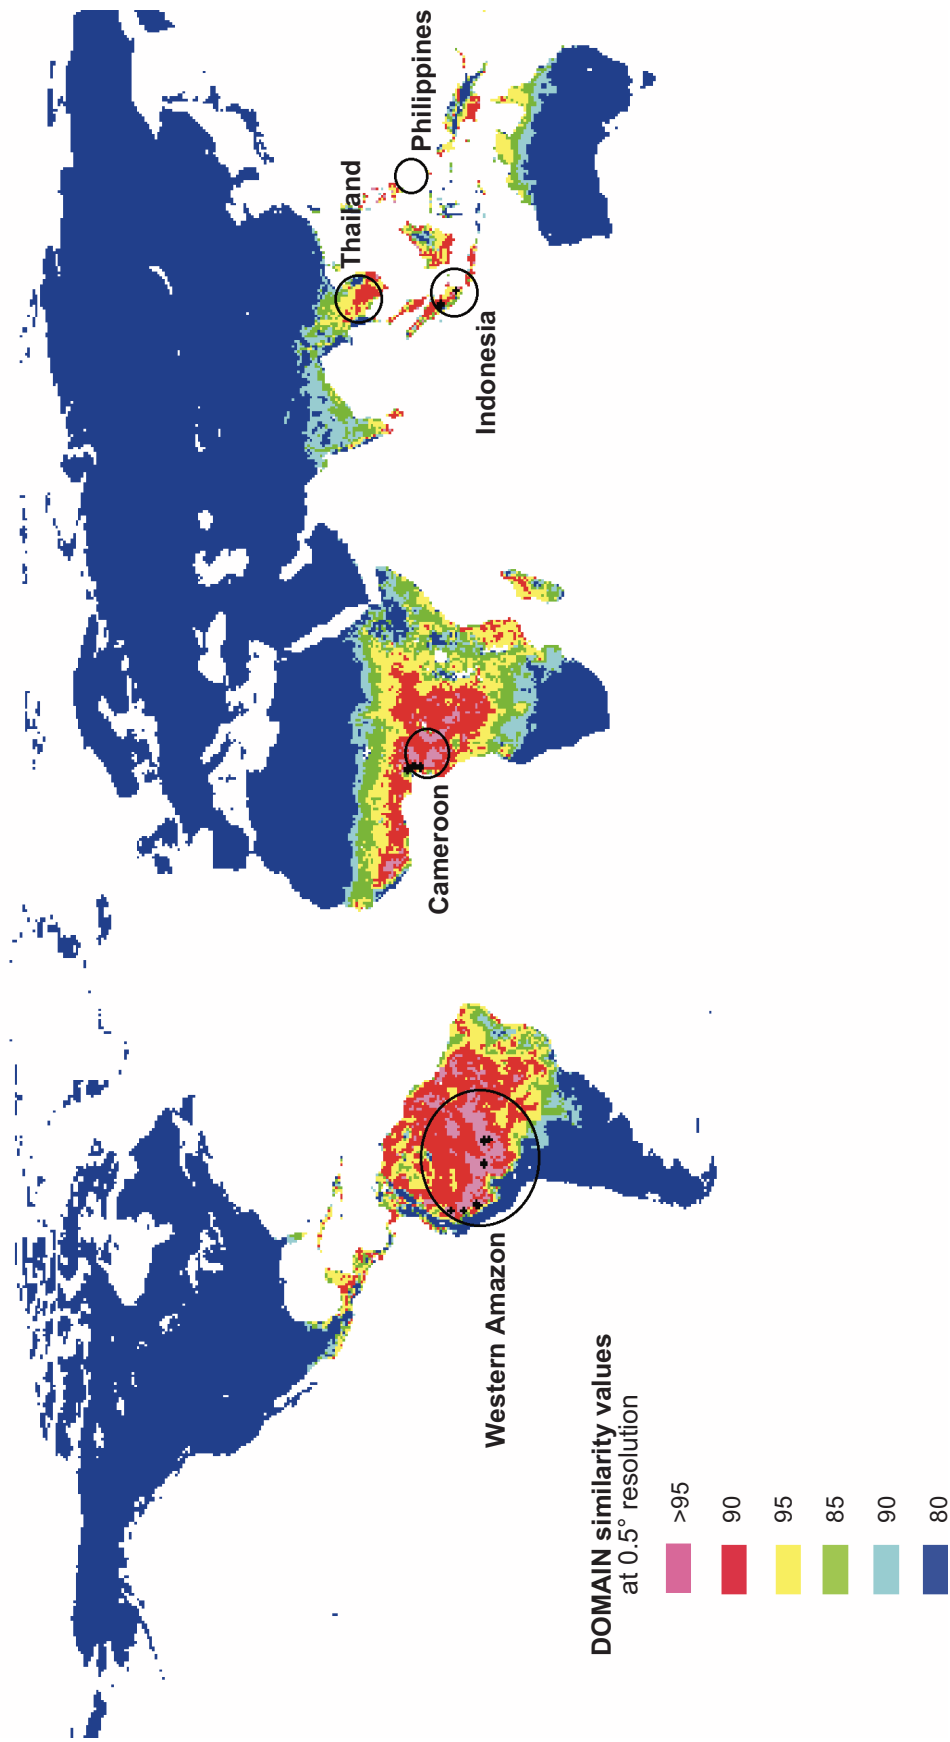 Philippines
Thailand
Indonesia
Cameroon
Western Amazon
DOMAIN similarity values
at 0.5° resolution
>95
90
95
85
90
80